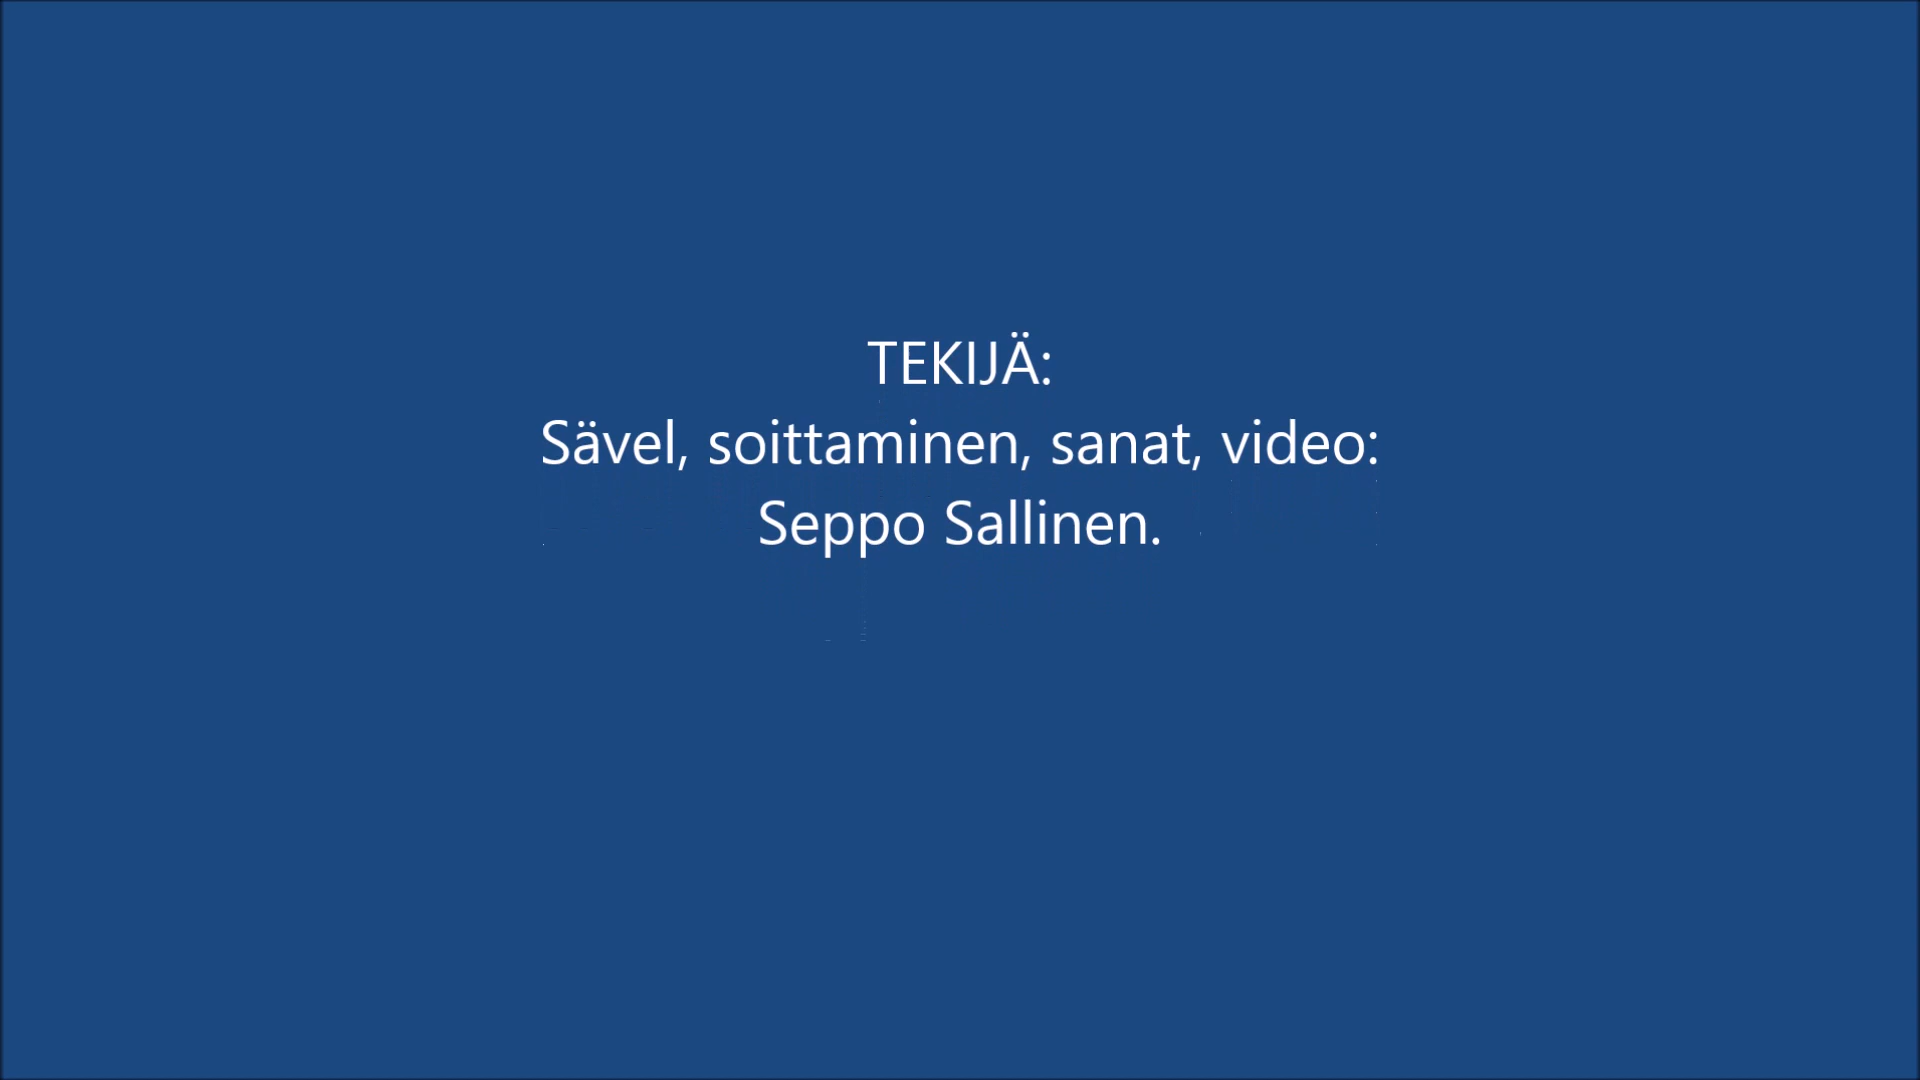 TEKIJÄ:
Sävel, soittaminen, sanat, video:
Seppo Sallinen.